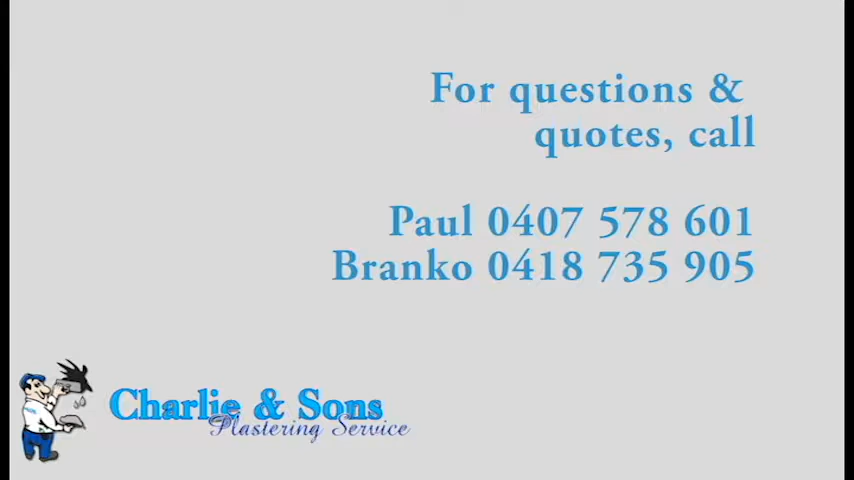 For questions &
quotes, call
Paul 0407 578 601
Branko 0418 735 905
Charlie & Sons
Plastering Service